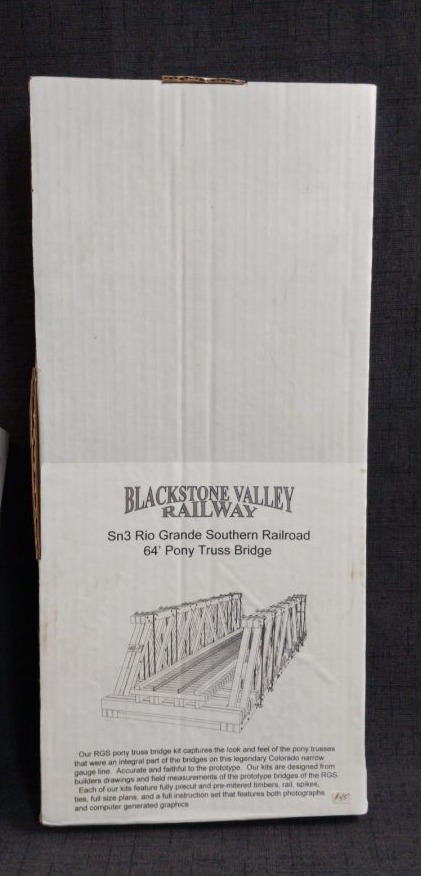 BLACKSTONE VALLEY
RAILWAY
Sn3 Rio Grande Southern Railroad
64' Pony Truss Bridge
Our RGS pony truss bridge kit captures the look and feel of the pony trusses
that were an integral part of the bridges on this legendary Colorado narrow
gauge line. Accurate and faithful to the prototype. Our kits are designed from
builders drawings and field measurements of the prototype bridges of the RGS.
Each of our kits feature fully precut and pre-mitered timbers, rail, spikes,
ties, full size plans, and a full instruction set that features both photographs
and computer generated graphics